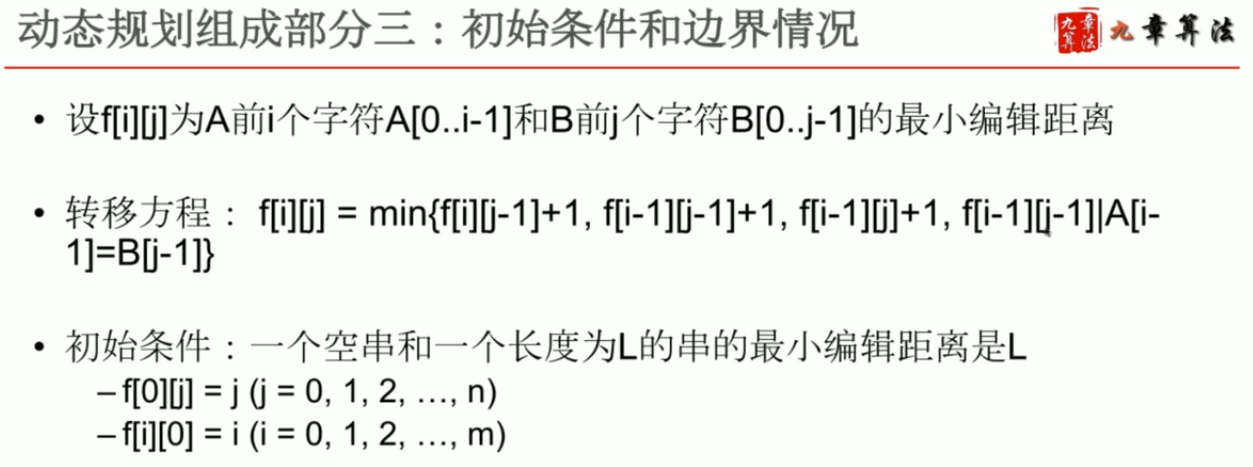 动态规划组成部分三：初始条件和边界情况
九章算法 九章算法
• 设f[i][j]为A前i个字符A[0..i-1]和B前j个字符B[0..j-1]的最小编辑距离
• 转移方程： f[i][j] = min{f[i][j-1]+1, f[i-1][j-1]+1, f[i-1][j]+1, f[i-1][j-1]|A[i-
1]=B[j-1]}
• 初始条件：一个空串和一个长度为L的串的最小编辑距离是L
– f[0][j] = j (j = 0, 1, 2, …, n)
– f[i][0] = i (i = 0, 1, 2, …, m)